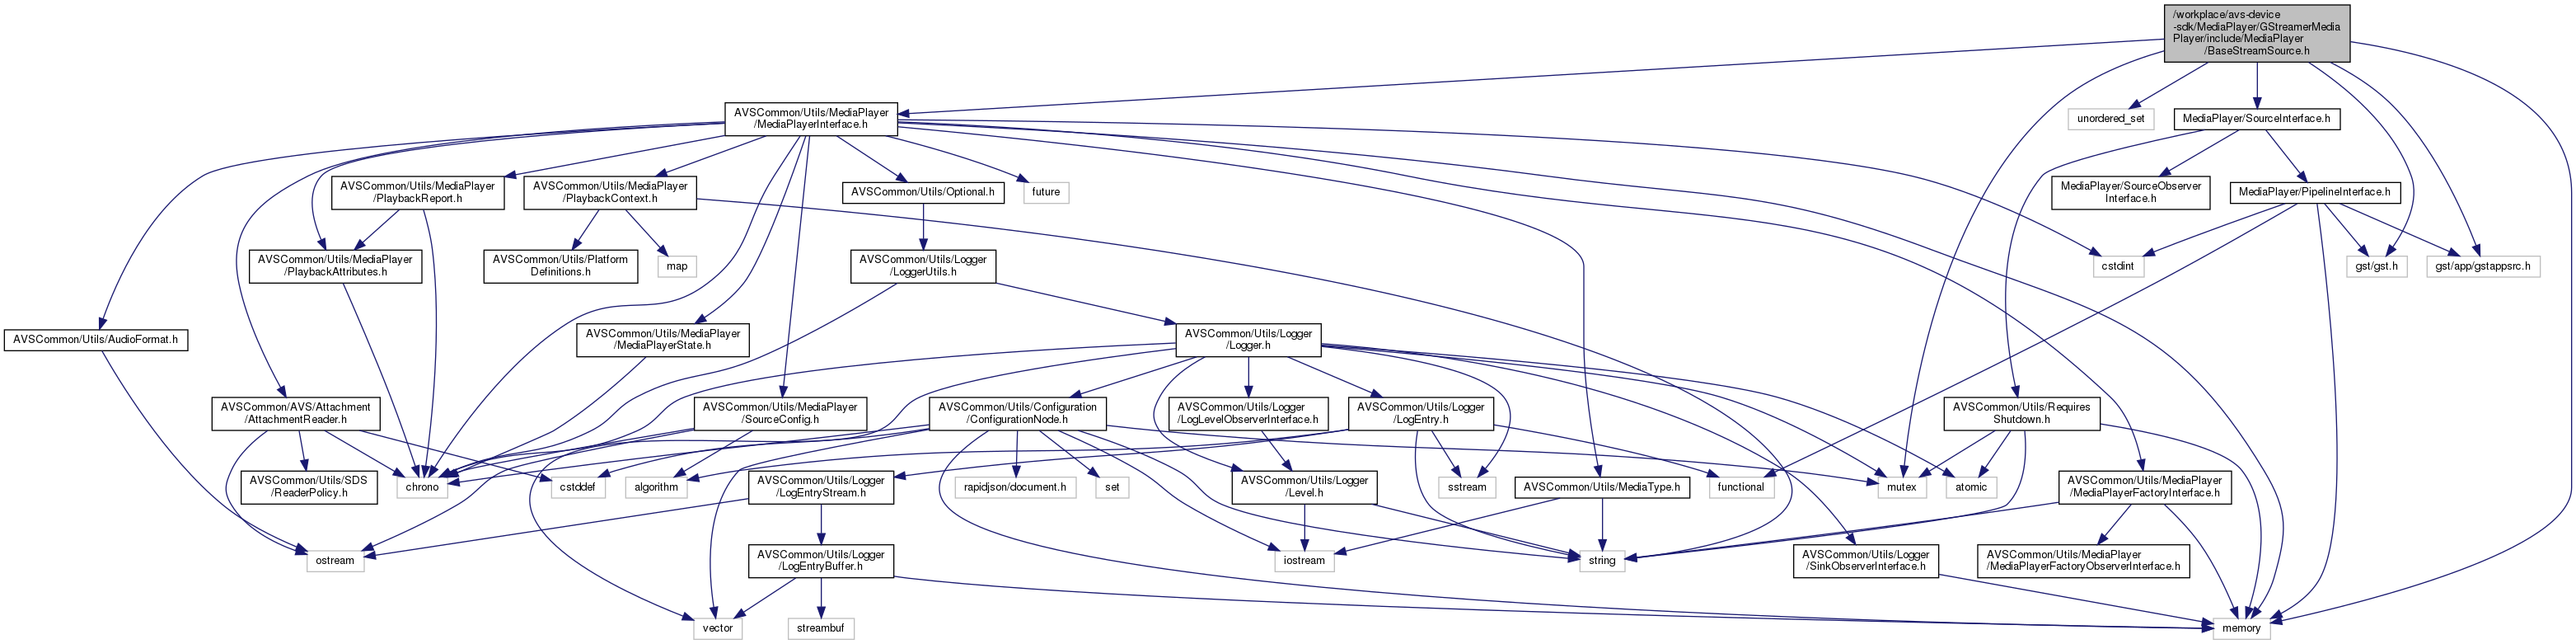 /workplace/avs-device
-sdk/MediaPlayer/GStreamerMedia
Player/include/MediaPlayer
/BaseStreamSource.h
AVSCommon/Utils/MediaPlayer
/MediaPlayerInterface.h
unordered_set
MediaPlayer/SourceInterface.h
AVSCommon/Utils/MediaPlayer
/PlaybackReport.h
AVSCommon/Utils/MediaPlayer
/PlaybackContext.h
AVSCommon/Utils/Optional.h
future
MediaPlayer/SourceObserver
Interface.h
MediaPlayer/PipelineInterface.h
AVSCommon/Utils/MediaPlayer
/PlaybackAttributes.h
AVSCommon/Utils/Platform
Definitions.h
map
AVSCommon/Utils/Logger
/LoggerUtils.h
cstdint
gst/gst.h
gst/app/gstappsrc.h
AVSCommon/Utils/AudioFormat.h
AVSCommon/Utils/MediaPlayer
/MediaPlayerState.h
AVSCommon/Utils/Logger
/Logger.h
AVSCommon/AVS/Attachment
/AttachmentReader.h
AVSCommon/Utils/MediaPlayer
/SourceConfig.h
AVSCommon/Utils/Configuration
/ConfigurationNode.h
AVSCommon/Utils/Logger
/LogLevelObserverInterface.h
AVSCommon/Utils/Logger
/LogEntry.h
AVSCommon/Utils/Requires
Shutdown.h
AVSCommon/Utils/SDS
/ReaderPolicy.h
chrono
cstddef
algorithm
AVSCommon/Utils/Logger
/LogEntryStream.h
rapidjson/document.h
set
AVSCommon/Utils/Logger
/Level.h
sstream
AVSCommon/Utils/MediaType.h
functional
mutex
atomic
AVSCommon/Utils/MediaPlayer
/MediaPlayerFactoryInterface.h
ostream
AVSCommon/Utils/Logger
/LogEntryBuffer.h
iostream
string
AVSCommon/Utils/Logger
/SinkObserverInterface.h
AVSCommon/Utils/MediaPlayer
/MediaPlayerFactoryObserverInterface.h
vector
streambuf
memory